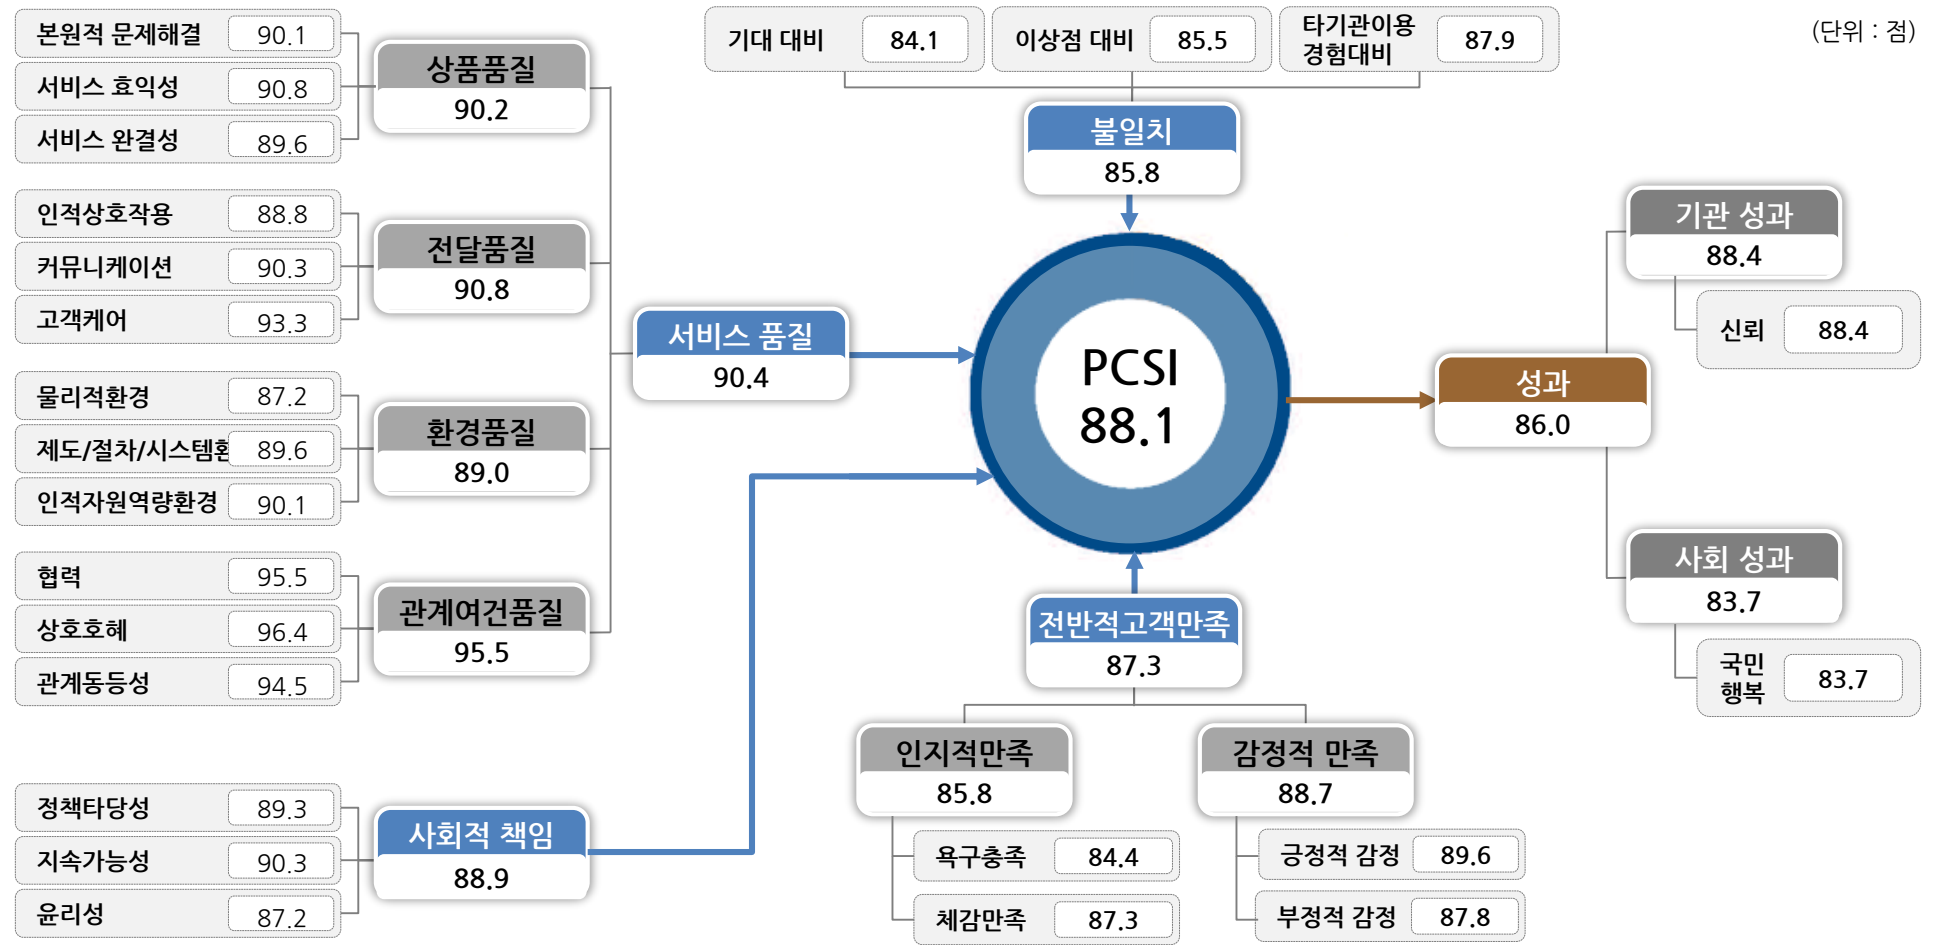 (단위 : 점)
본원적 문제해결 90.1
서비스 효익성 90.8
서비스 완결성 89.6
상품품질
90.2
인적상호작용 88.8
커뮤니케이션 90.3
고객케어 93.3
전달품질
90.8
물리적환경 87.2
제도/절차/시스템환 89.6
인적자원역량환경 90.1
환경품질
89.0
협력 95.5
상호호혜 96.4
관계동등성 94.5
관계여건품질
95.5
서비스 품질
90.4
정책타당성 89.3
지속가능성 90.3
윤리성 87.2
사회적 책임
88.9
기대 대비 84.1
이상점 대비 85.5
타기관이용
경험대비 87.9
불일치
85.8
PCSI
88.1
전반적고객만족
87.3
인지적만족
85.8
욕구충족 84.4
체감만족 87.3
감정적 만족
88.7
긍정적 감정 89.6
부정적 감정 87.8
성과
86.0
기관 성과
88.4
신뢰 88.4
사회 성과
83.7
국민
행복 83.7